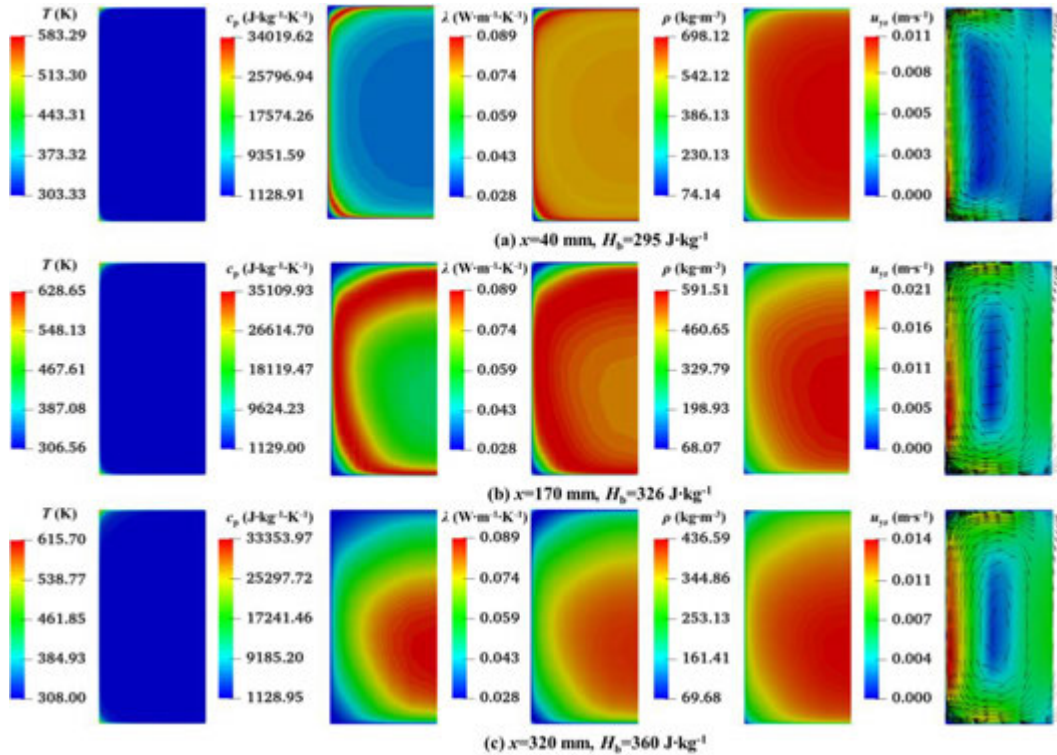 T (K) cp (J·kg-1·K-1) λ (W·m-1·K-1) ρ (kg·m-3) uyz (m·s-1)
583.29 34019.62 0.089 698.12 0.011
513.30 25796.94 0.074 542.12 0.008
443.31 17574.26 0.059 386.13 0.006
373.32 9351.59 0.043 230.13 0.003
303.33 1128.91 0.028 74.14 0.000
(a) x=40 mm, Hb=295 J·kg-1
T (K) cp (J·kg-1·K-1) λ (W·m-1·K-1) ρ (kg·m-3) uyz (m·s-1)
628.65 35109.93 0.089 591.51 0.021
548.13 26614.70 0.074 460.65 0.016
467.61 18119.47 0.059 329.79 0.011
387.08 9624.23 0.043 198.93 0.005
306.56 1129.00 0.028 68.07 0.000
(b) x=170 mm, Hb=326 J·kg-1
T (K) cp (J·kg-1·K-1) λ (W·m-1·K-1) ρ (kg·m-3) uyz (m·s-1)
615.70 33353.97 0.089 436.59 0.014
538.77 25297.72 0.074 344.86 0.011
461.85 17241.46 0.059 253.13 0.007
384.93 9185.20 0.043 161.41 0.004
308.00 1128.95 0.028 69.68 0.000
(c) x=320 mm, Hb=360 J·kg-1